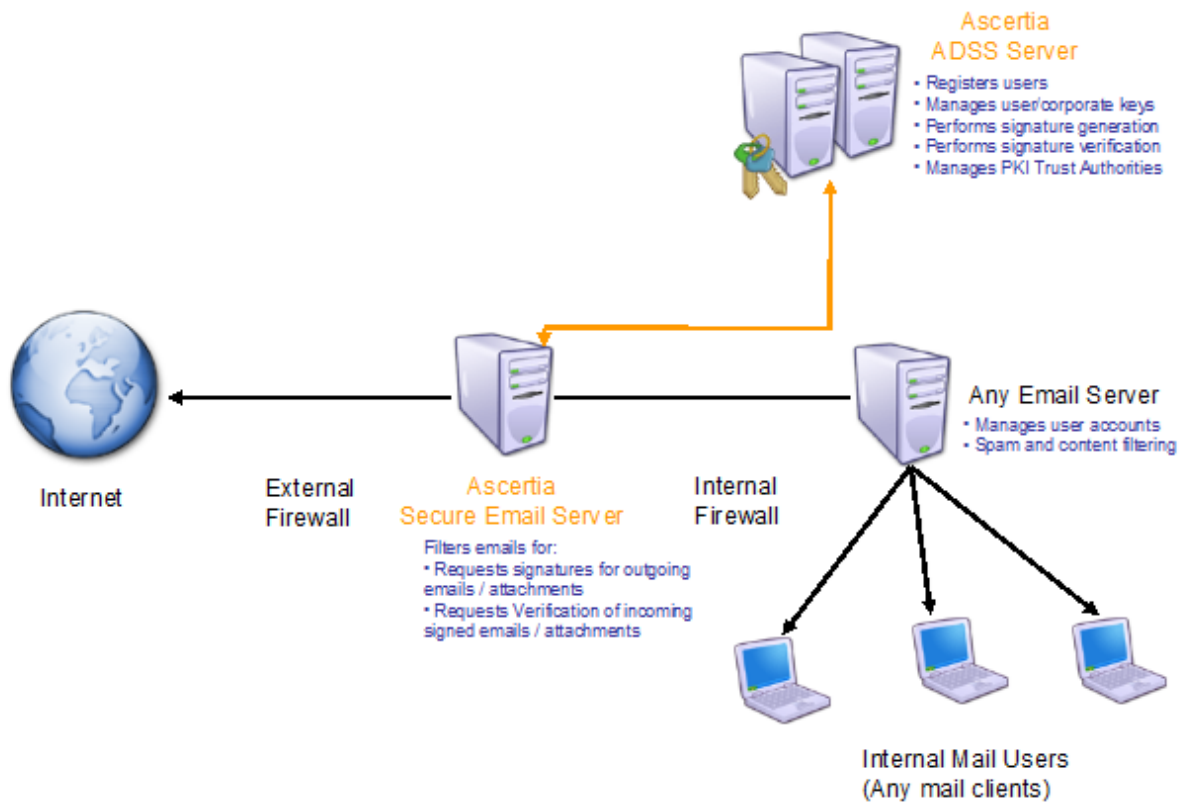 Ascertia
ADSS Server
• Registers users
• Manages user/corporate keys
• Performs signature generation
• Performs signature verification
• Manages PKI Trust Authorities
Any Email Server
• Manages user accounts
• Spam and content filtering
Internet
External
Firewall
Ascertia
Secure Email Server
Filters emails for:
• Requests signatures for outgoing
emails / attachments
• Requests Verification of incoming
signed emails / attachments
Internal
Firewall
Internal Mail Users
(Any mail clients)